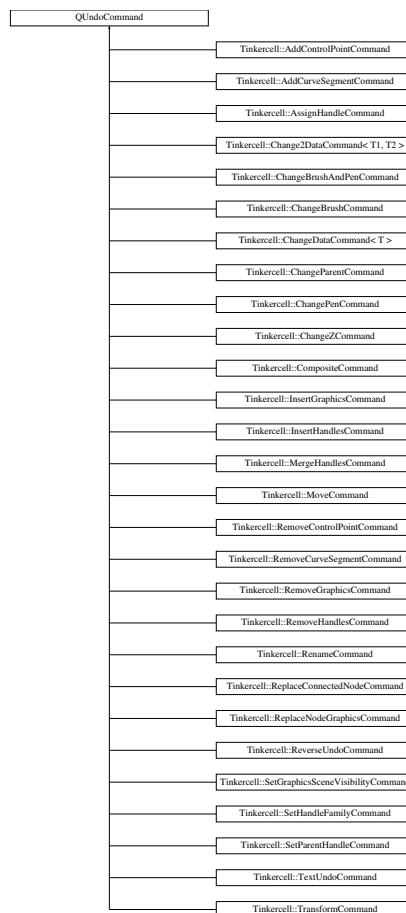 QUndoCommand
Tinkercell::AddControlPointCommand
Tinkercell::AddCurveSegmentCommand
Tinkercell::AssignHandleCommand
Tinkercell::Change2DataCommand< T1, T2 >
Tinkercell::ChangeBrushAndPenCommand
Tinkercell::ChangeBrushCommand
Tinkercell::ChangeDataCommand< T >
Tinkercell::ChangeParentCommand
Tinkercell::ChangePenCommand
Tinkercell::ChangeZCommand
Tinkercell::CompositeCommand
Tinkercell::InsertGraphicsCommand
Tinkercell::InsertHandlesCommand
Tinkercell::MergeHandlesCommand
Tinkercell::MoveCommand
Tinkercell::RemoveControlPointCommand
Tinkercell::RemoveCurveSegmentCommand
Tinkercell::RemoveGraphicsCommand
Tinkercell::RemoveHandlesCommand
Tinkercell::RenameCommand
Tinkercell::ReplaceConnectedNodeCommand
Tinkercell::ReplaceNodeGraphicsCommand
Tinkercell::ReverseUndoCommand
Tinkercell::SetGraphicsSceneVisibilityCommand
Tinkercell::SetHandleFamilyCommand
Tinkercell::SetParentHandleCommand
Tinkercell::TextUndoCommand
Tinkercell::TransformCommand